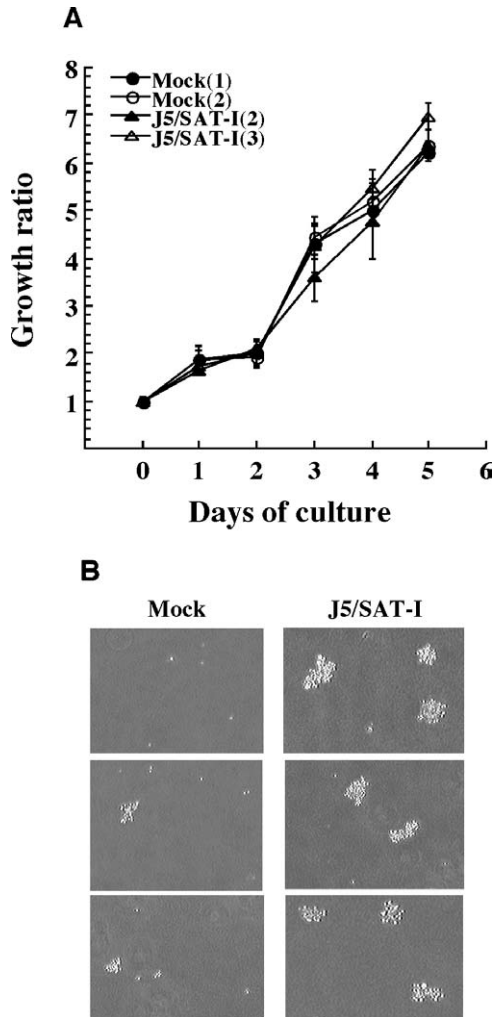 A
8
7
6
5
4
3
2
1
Mock(1)
Mock(2)
J5/SAT-I(2)
J5/SAT-I(3)
Growth ratio
0 1 2 3 4 5 6
Days of culture
B
Mock J5/SAT-I